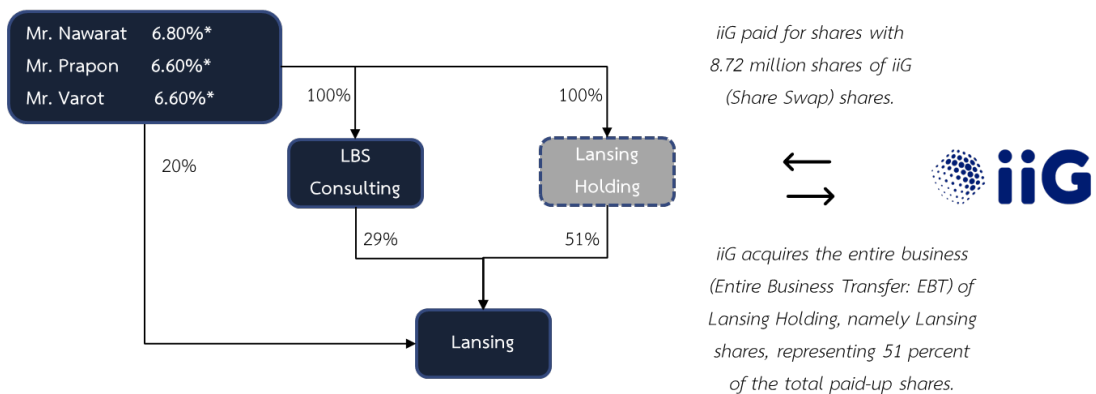 Mr. Nawarat 6.80%*
Mr. Prapon 6.60%*
Mr. Varot 6.60%*
100%
100%
20%
LBS
Consulting
Lansing
Holding
29%
51%
Lansing
iiG paid for shares with
8.72 million shares of iiG
(Share Swap) shares.
iiG
iiG acquires the entire business
(Entire Business Transfer: EBT) of
Lansing Holding, namely Lansing
shares, representing 51 percent
of the total paid-up shares.